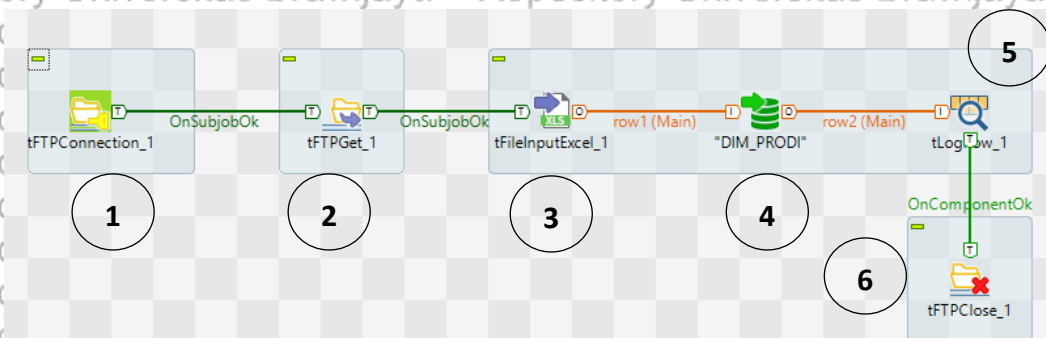 5
OnSubjobOk
OnSubjobOk
row1 (Main)
row2 (Main)
tFTPConnection_1
tFTPGet_1
tFileInputExcel_1
"DIM_PRODI"
tLogRow_1
XLS
T
T
T
T
O
I
O
I
T
1
2
3
4
OnComponentOk
T
6
tFTPClose_1